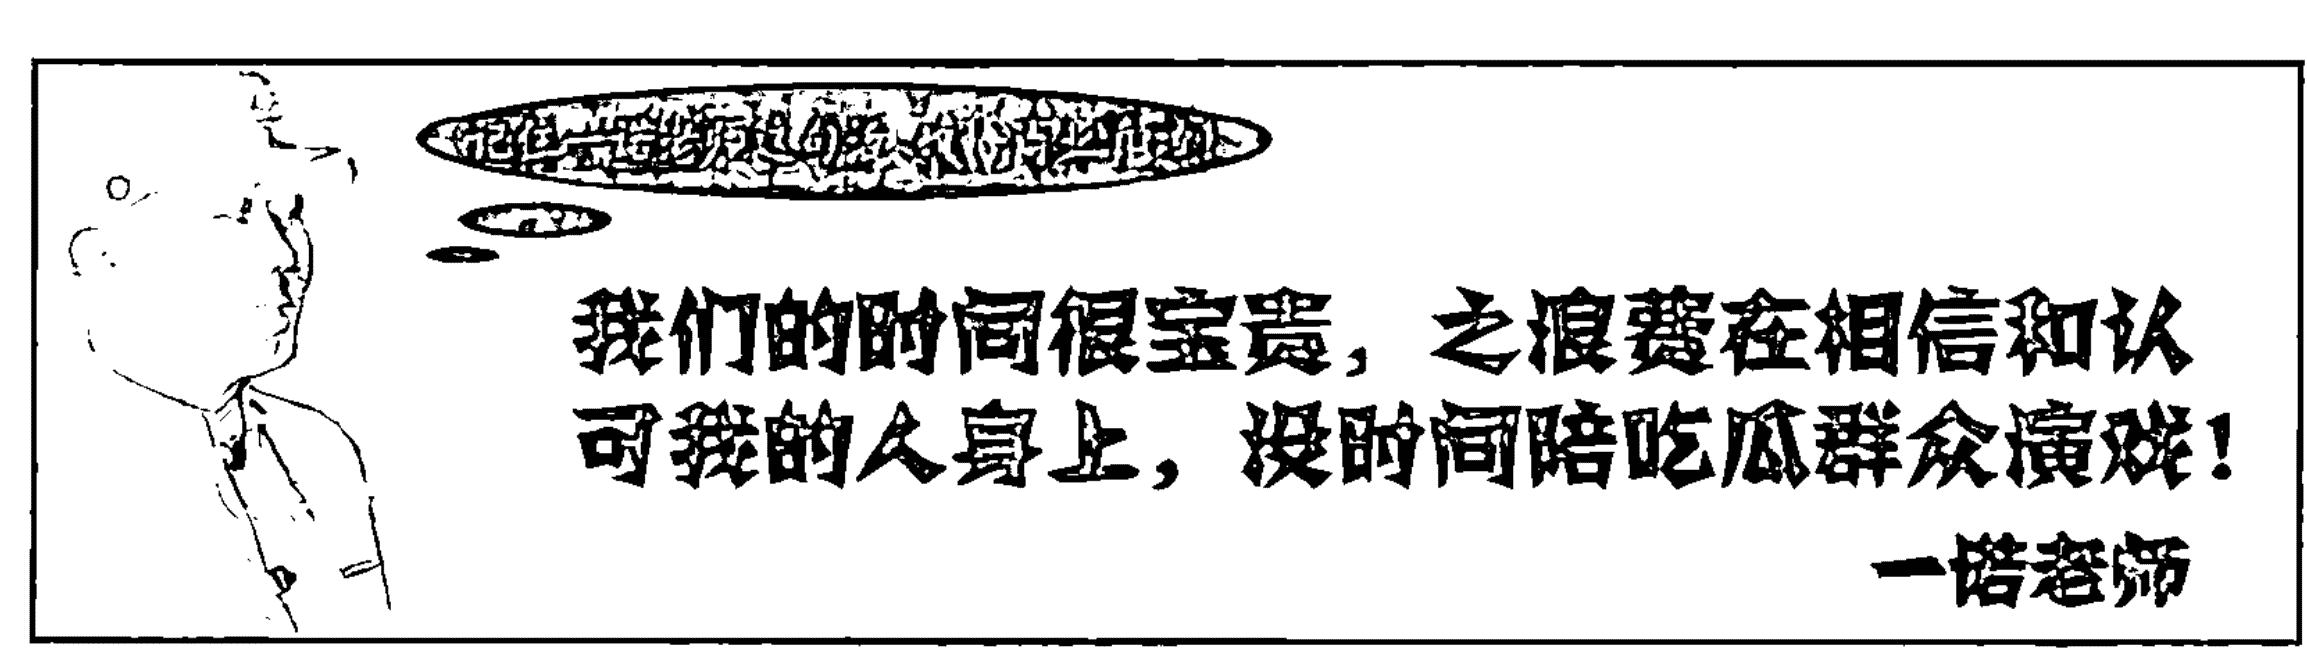 我们的时间很宝贵，之浪费在相信和认
可我的人身上，没时间陪吃瓜群众演戏！
一诺老师